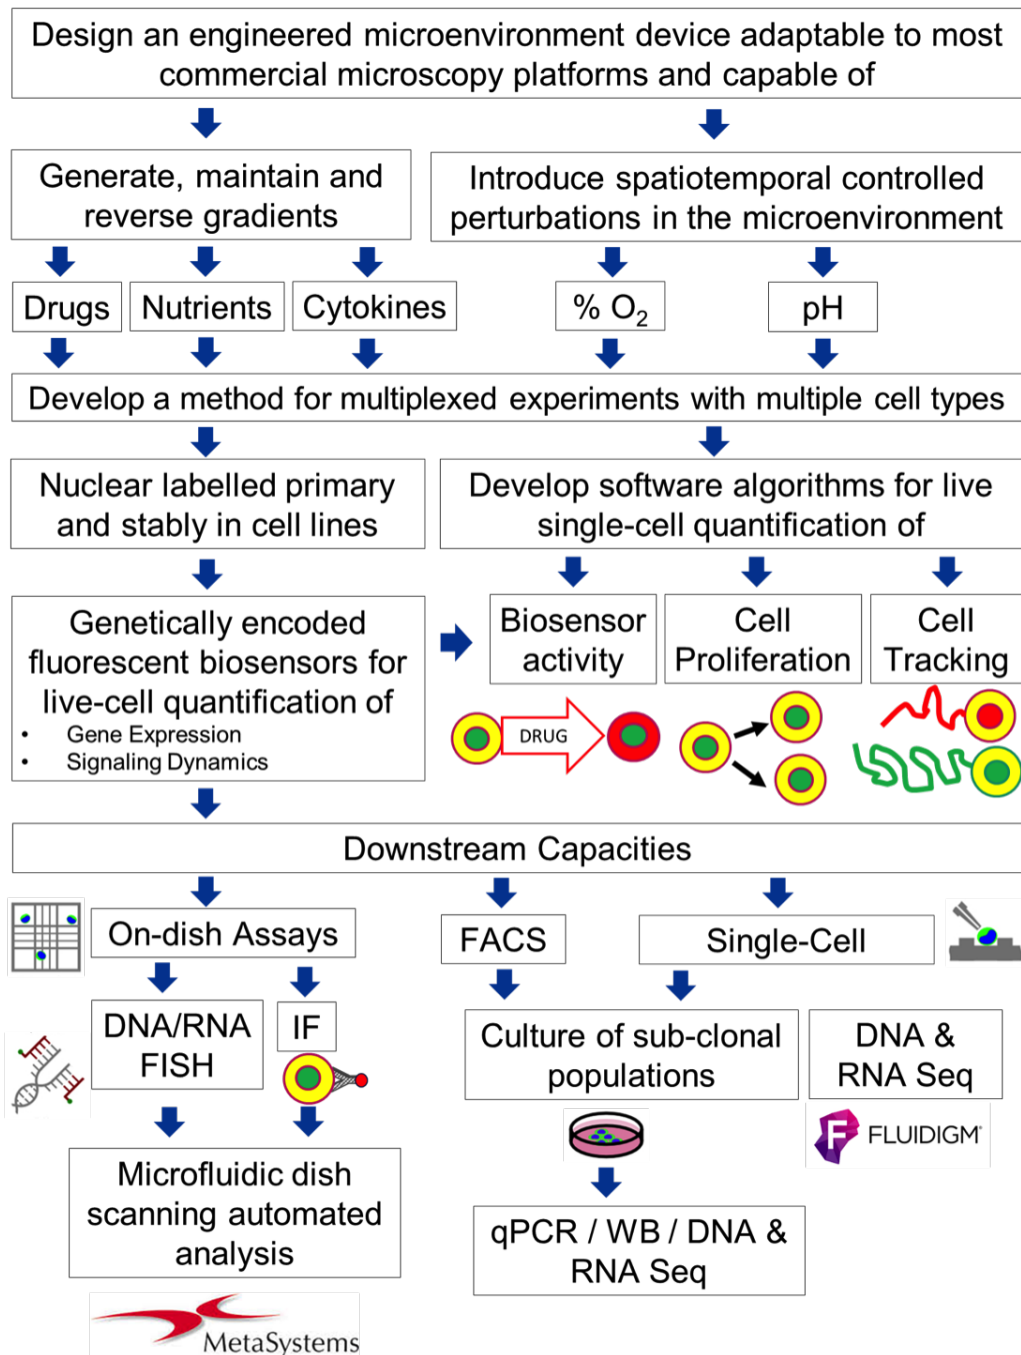 Design an engineered microenvironment device adaptable to most
commercial microscopy platforms and capable of
Generate, maintain and
reverse gradients
Introduce spatiotemporal controlled
perturbations in the microenvironment
Drugs
Nutrients
Cytokines
% O₂
pH
Develop a method for multiplexed experiments with multiple cell types
Nuclear labelled primary
and stably in cell lines
Develop software algorithms for live
single-cell quantification of
Genetically encoded
fluorescent biosensors for
live-cell quantification of
• Gene Expression
• Signaling Dynamics
Biosensor
activity
Cell
Proliferation
Cell
Tracking
DRUG
Downstream Capacities
On-dish Assays
FACS
Single-Cell
DNA/RNA
FISH
IF
Culture of sub-clonal
populations
DNA &
RNA Seq
F FLUIDIGM®
Microfluidic dish
scanning automated
analysis
qPCR / WB / DNA &
RNA Seq
MetaSystems